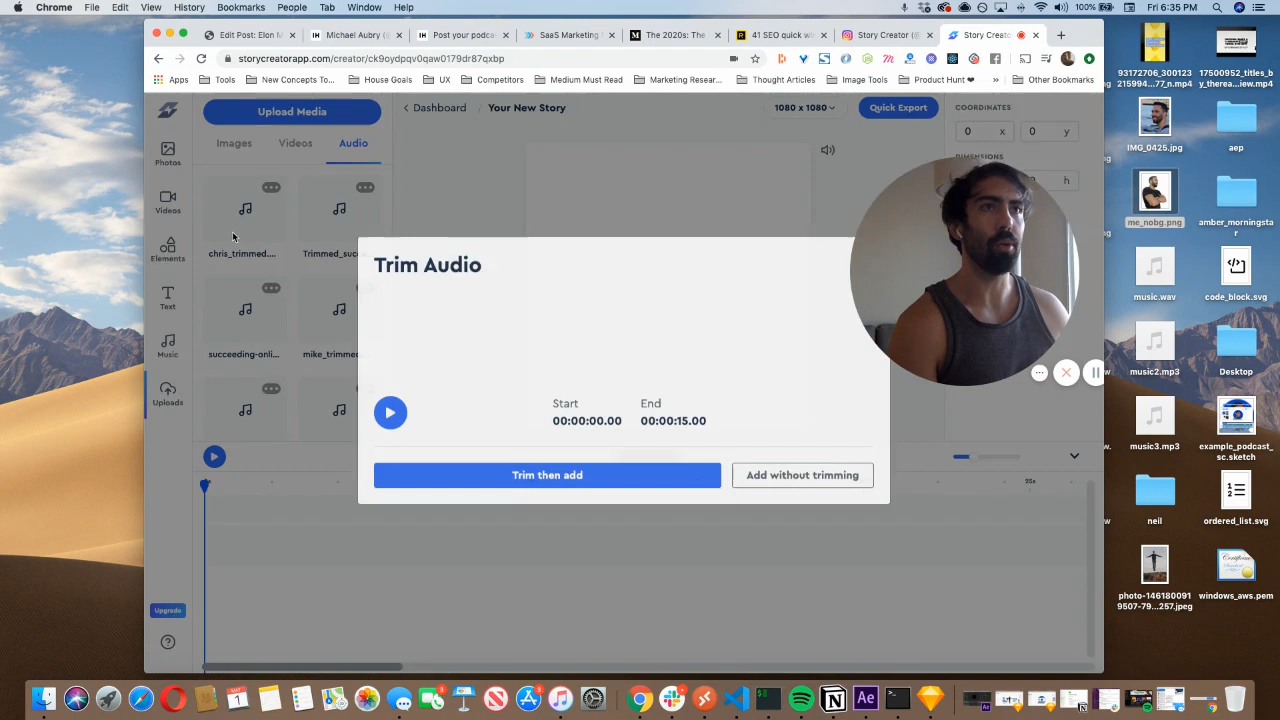 Chrome File Edit View History Bookmarks People Tab Window Help
100% Fri 6:35 PM
Edit Post: Elon M
Michael Aubry (@
Post your podca
SaaS Marketing
The 2020s: The
41 SEO quick wi
Story Creator (@
Story Creato
storycreatorapp.com/creator/ck9oydpqv0qaw0179dr87qxbp
Apps Tools New Concepts To... Growth Tools UX Competitors Medium Must Read Marketing Resear... Thought Articles Image Tools Product Hunt » Other Bookmarks
Upload Media
Images Videos Audio
Dashboard Your New Story
1080 x 1080
Quick Export
COORDINATES
0 x 0 y
h
Photos
Videos
Elements
Text
Music
Uploads
Upgrade
chris_trimmed....
Trimmed_succ
succeeding-onli...
mike_trimmed
Trim Audio
Start End
00:00:00.00 00:00:15.00
Trim then add
Add without trimming
25s
93172706_300123
215994..._77_n.mp4
17500952_titles_b
y_therea...iew.mp4
IMG_0425.jpg
aep
me_nobg.png
amber_morningsta
r
music.wav
code_block.svg
music2.mp3
Desktop
music3.mp3
example_podcast_
sc.sketch
neil
ordered_list.svg
photo-146180091
9507-79...257.jpeg
windows_aws.pem